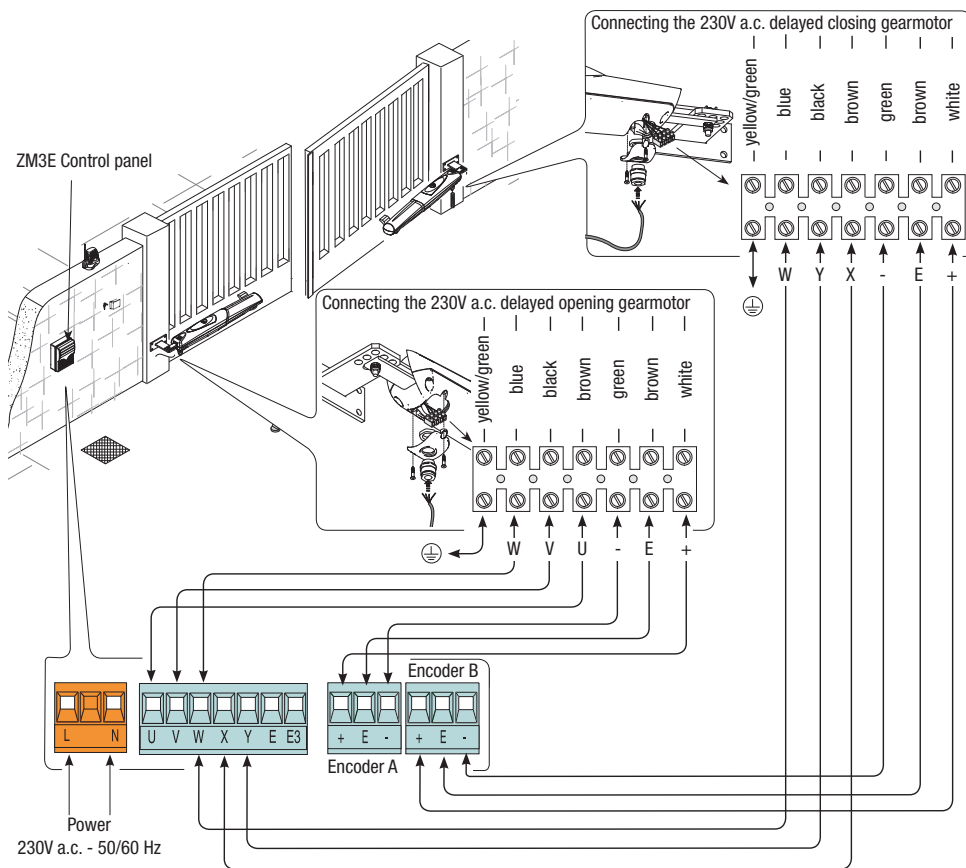 Connecting the 230V a.c. delayed closing gearmotor
yellow/green
blue
black
brown
green
brown
white
W Y X - E +
ZM3E Control panel
Connecting the 230V a.c. delayed opening gearmotor
yellow/green
blue
black
brown
green
brown
white
W V U - E +
Encoder B
L N
U V W X Y E E3
+ E -
+ E -
Encoder A
Power
230V a.c. - 50/60 Hz